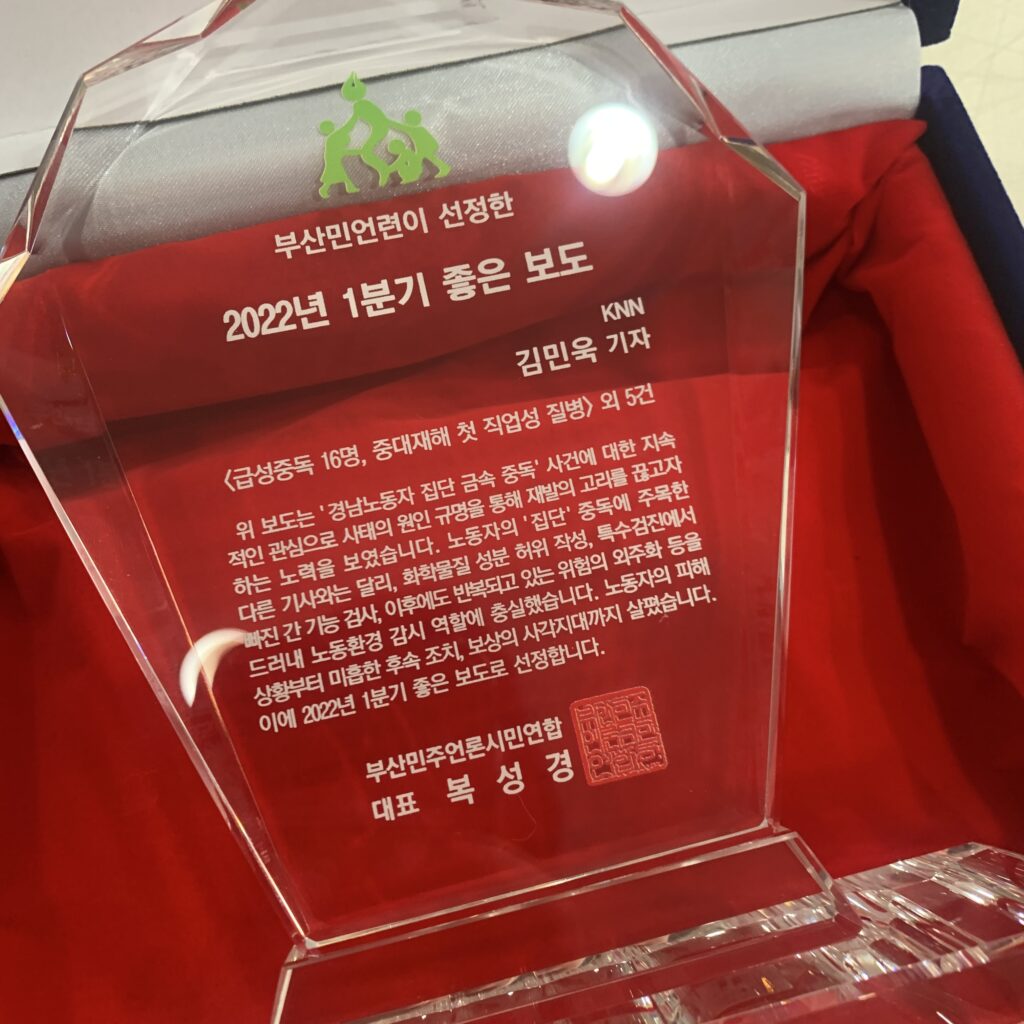 부산민언련이 선정한
2022년 1분기 좋은 보도
KNN
김민욱 기자
〈급성중독 16명, 중대재해 첫 직업성 질병〉 외 5건
위 보도는 '경남노동자 집단 금속 중독' 사건에 대한 지속
적인 관심으로 사태의 원인 규명을 통해 재발의 고리를 끊고자
하는 노력을 보였습니다. 노동자의 '집단' 중독에 주목한
다른 기사와는 달리, 화학물질 성분 허위 작성, 특수검진에서
빠진 간 기능 검사, 이후에도 반복되고 있는 위험의 외주화 등을
드러내 노동환경 감시 역할에 충실했습니다. 노동자의 피해
상황부터 미흡한 후속 조치, 보상의 사각지대까지 살폈습니다.
이에 2022년 1분기 좋은 보도로 선정합니다.
부산민주언론시민연합
대표 복성경